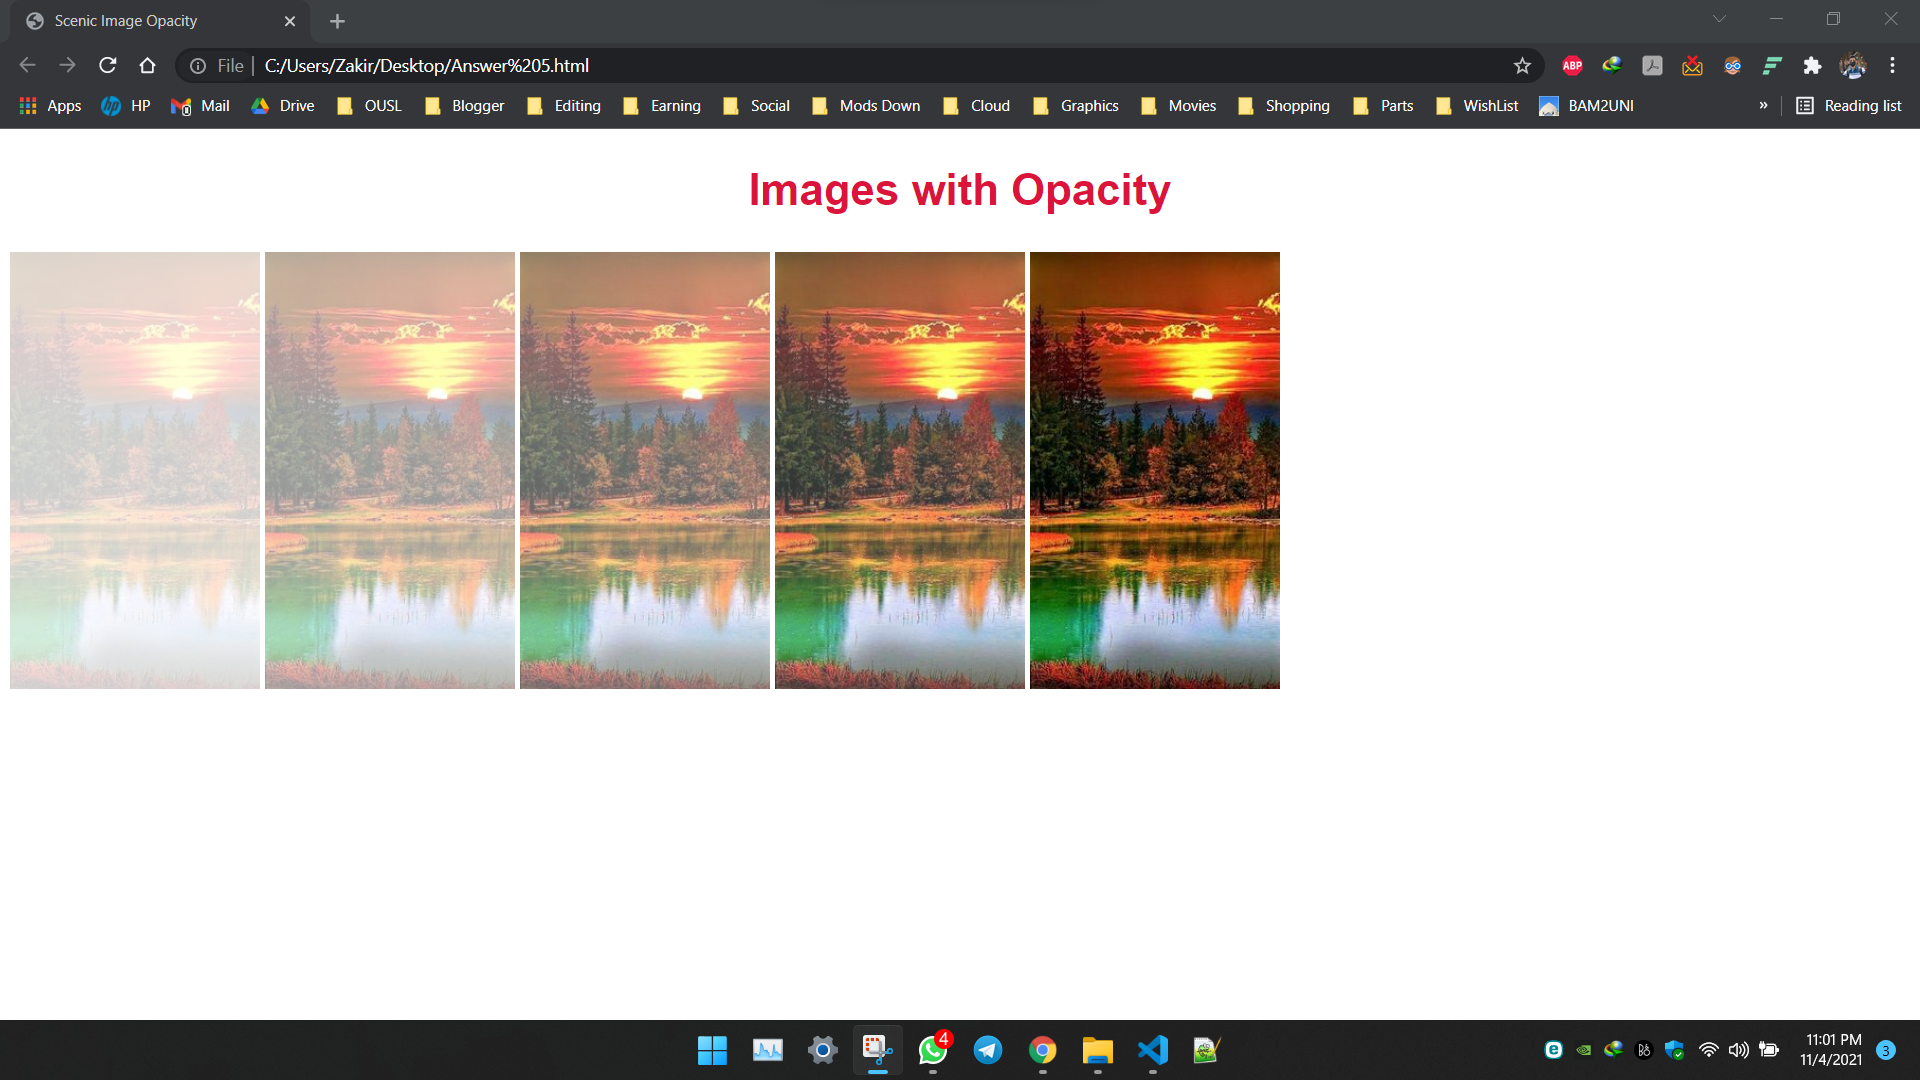 Scenic Image Opacity
File C:/Users/Zakir/Desktop/Answer%205.html
ABP
Apps HP Mail Drive OUSL Blogger Editing Earning Social Mods Down Cloud Graphics Movies Shopping Parts WishList BAM2UNI » Reading list
Images with Opacity
4
11:01 PM
11/4/2021
3